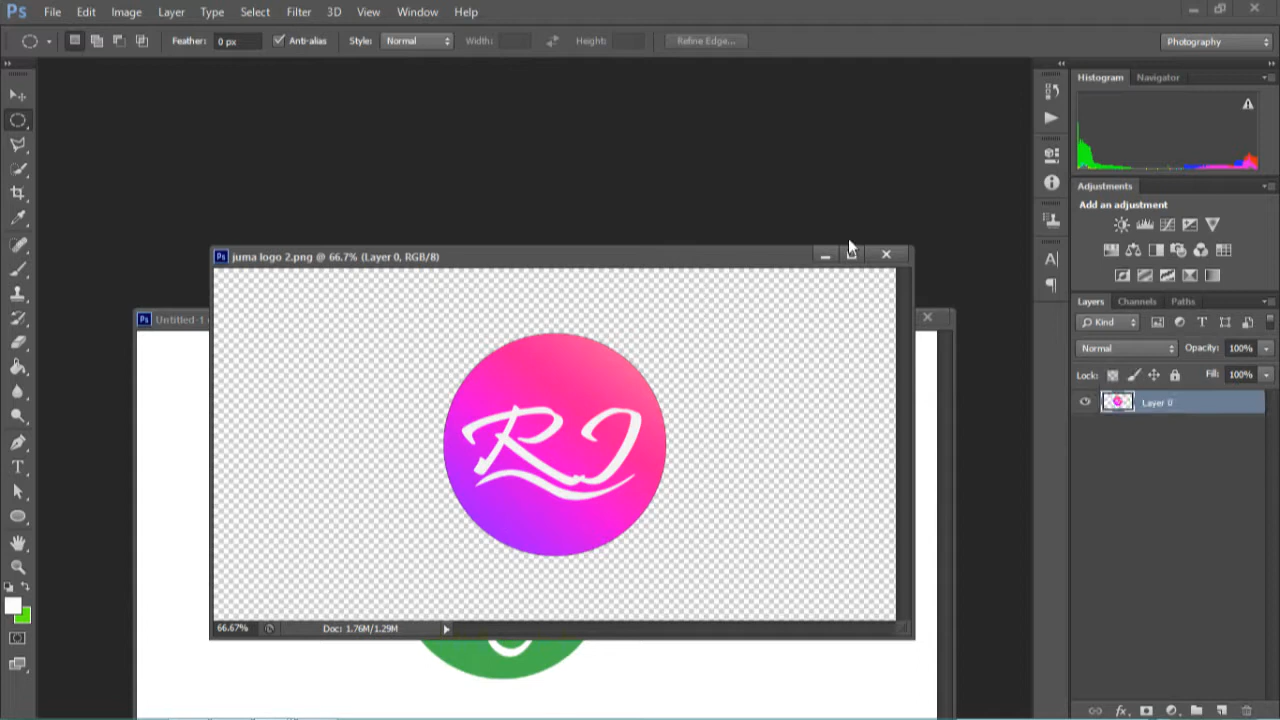 Ps File Edit Image Layer Type Select Filter 3D View Window Help
Feather: 0 px Anti-alias Style: Normal Width: Height: Refine Edge... Photography
Histogram Navigator
Adjustments
Add an adjustment
Ps juma logo 2.png @ 66.7% (Layer 0, RGB/8)
Layers Channels Paths
Ps Untitled-1
Kind
Normal Opacity: 100%
Lock: Fill: 100%
Layer 0
RJ
66.67% Doc: 1.76M/1.29M